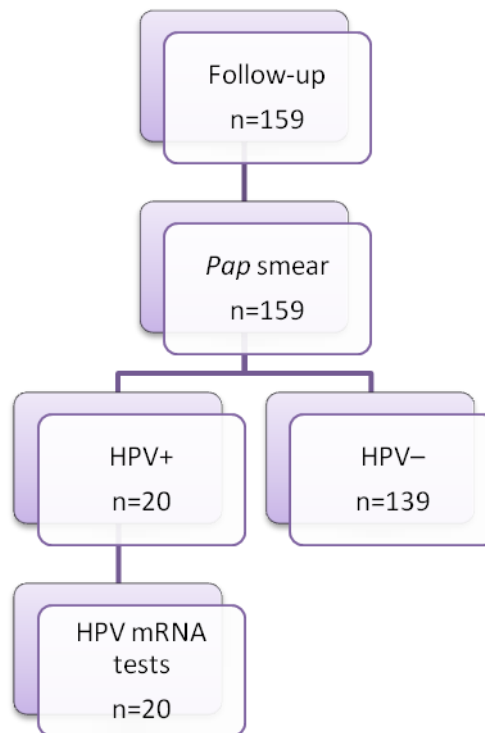 Follow-up
n=159
Pap smear
n=159
HPV+
n=20
HPV–
n=139
HPV mRNA
tests
n=20